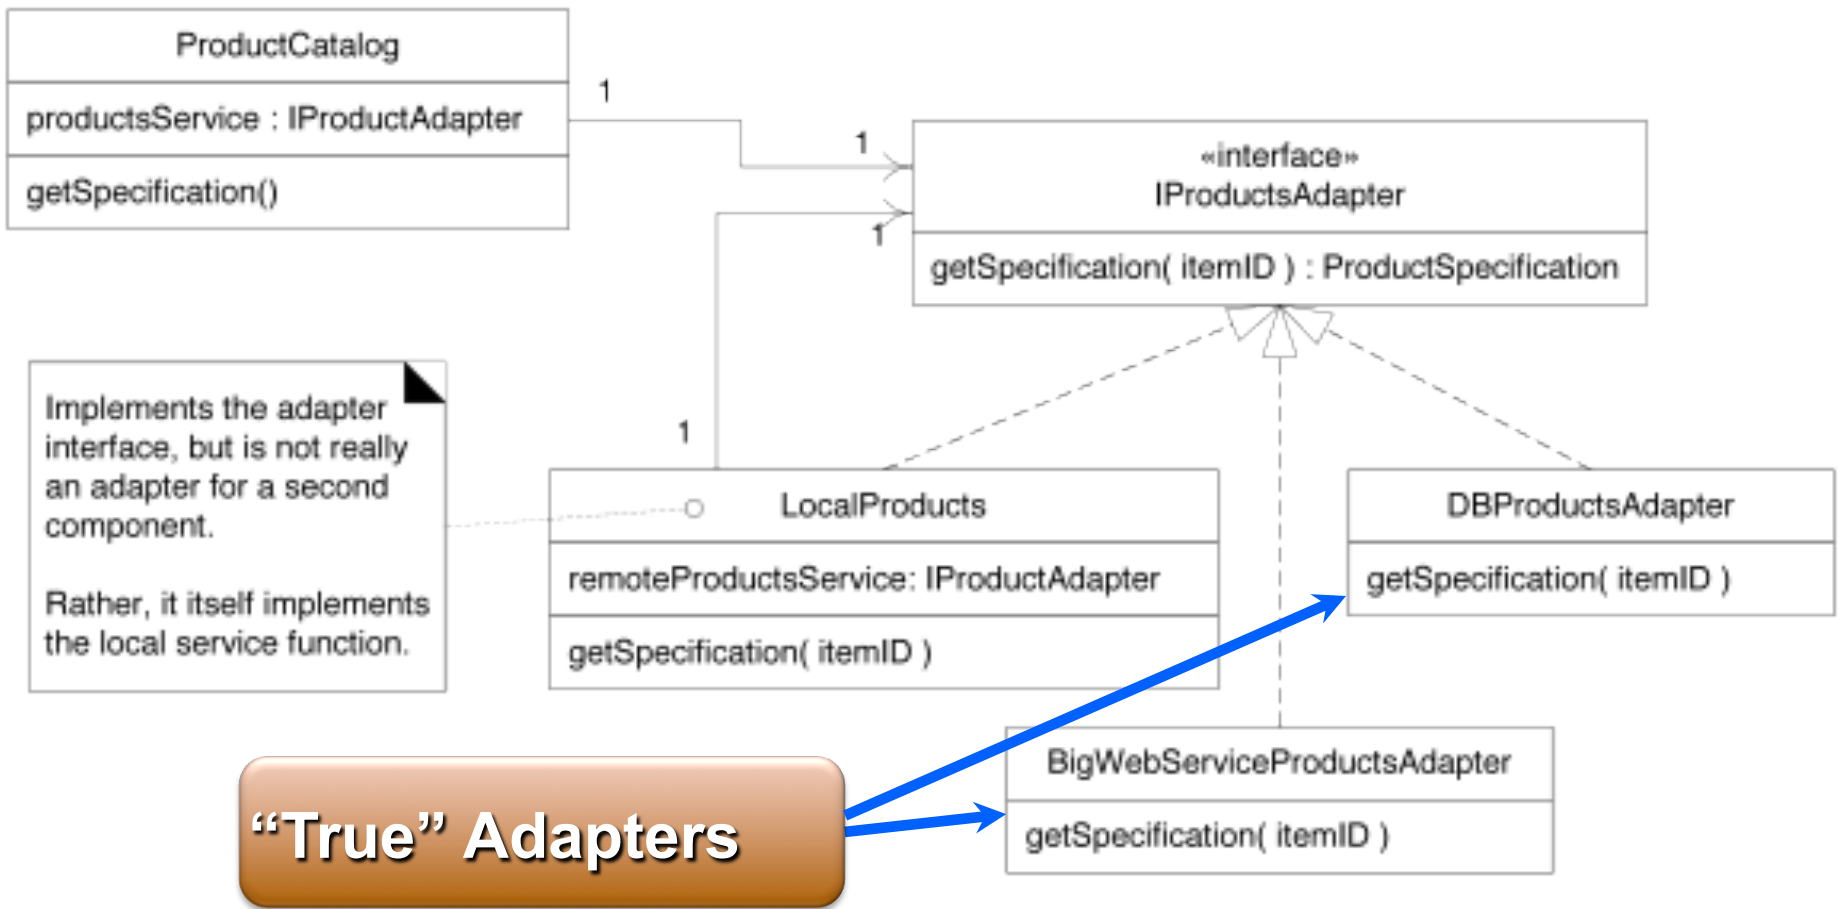 ProductCatalog
productsService : IProductAdapter
getSpecification()
1
1
«interface»
IProductsAdapter
getSpecification( itemID ) : ProductSpecification
1
1
Implements the adapter
interface, but is not really
an adapter for a second
component.
Rather, it itself implements
the local service function.
LocalProducts
remoteProductsService: IProductAdapter
getSpecification( itemID )
DBProductsAdapter
getSpecification( itemID )
BigWebServiceProductsAdapter
getSpecification( itemID )
“True” Adapters